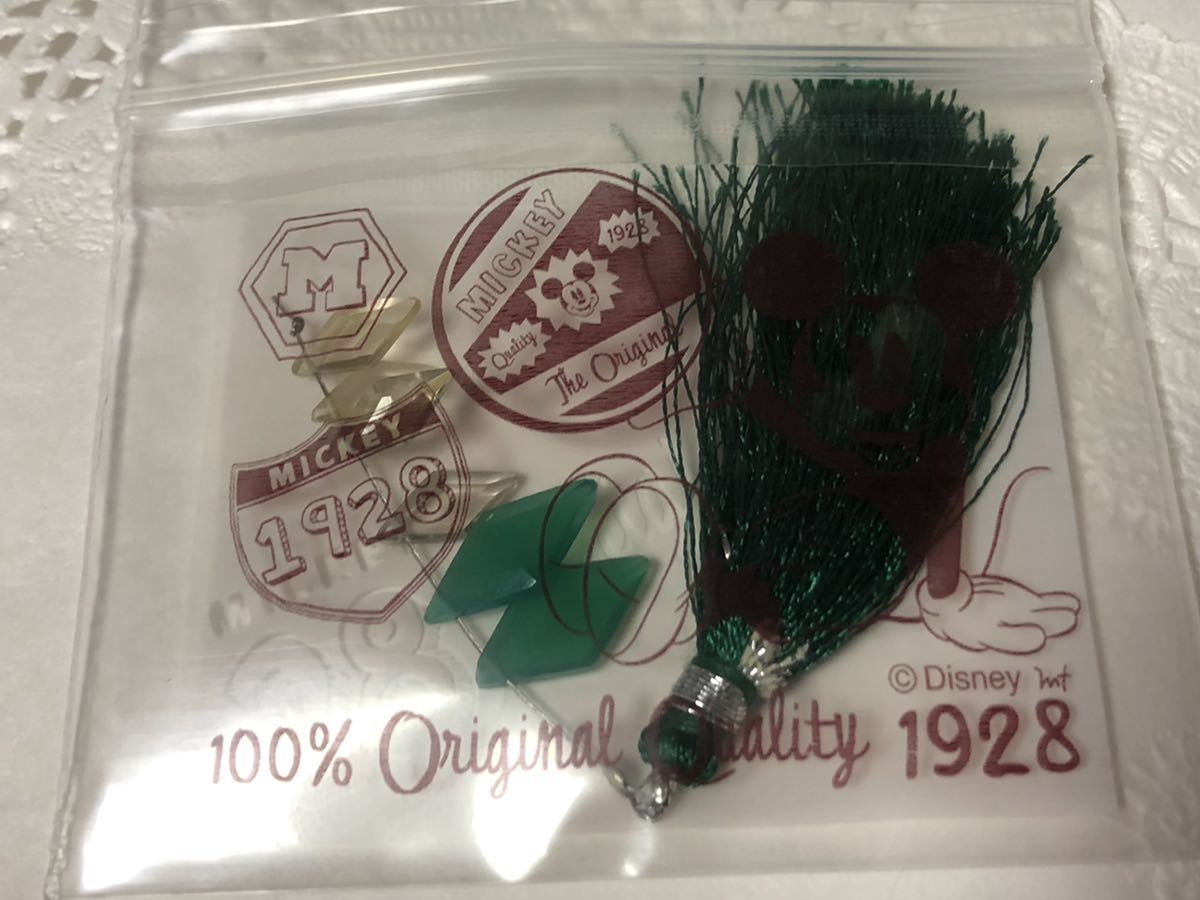 M
MICKEY
1928
Quality
The Original
MICKEY
1928
© Disney
100% Original Quality 1928